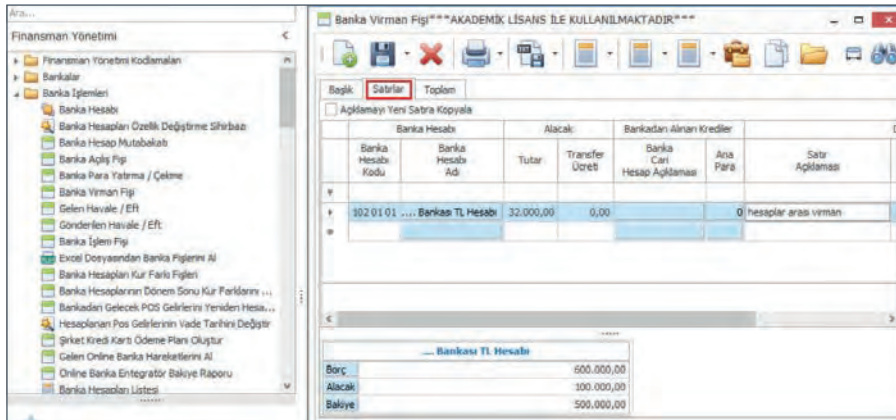 Ara...
Finansman Yönetimi
Finansman Yönetimi Kodlamaları
Bankalar
Banka İşlemleri
Banka Hesabı
Banka Hesapları Özellik Değiştirme Sihirbazı
Banka Hesap Mutabakatı
Banka Açılış Fişi
Banka Para Yatırma / Çekme
Banka Virman Fişi
Gelen Havale / Eft
Gönderilen Havale / Eft
Banka İşlem Fişi
Excel Dosyasından Banka Fişlerini Al
Banka Hesapları Kur Farkı Fişleri
Banka Hesaplarının Dönem Sonu Kur Farklarını ...
Bankadan Gelecek POS Gelirlerini Yeniden Hesa...
Hesaplanan Pos Gelirlerinin Vade Tarihini Değiştir
Şirket Kredi Kartı Ödeme Planı Oluştur
Gelen Online Banka Hareketlerini Al
Online Banka Entegratör Bakiye Raporu
Banka Hesapları Listesi
Banka Virman Fişi***AKADEMİK LİSANS İLE KULLANILMAKTADIR***
Başlık Satırlar Toplam
Açıklamayı Yeni Satıra Kopyala
Banka Hesabı Alacak Bankadan Alınan Krediler
Banka Hesabı Kodu Banka Hesabı Adı Tutar Transfer Ücreti Banka Cari Hesap Açıklaması Ana Para Satır Açıklaması
102 01 01 .... Bankası TL Hesabı 32.000,00 0,00 0 hesaplar arası virman
.... Bankası TL Hesabı
Borç 600.000,00
Alacak 100.000,00
Bakiye 500.000,00